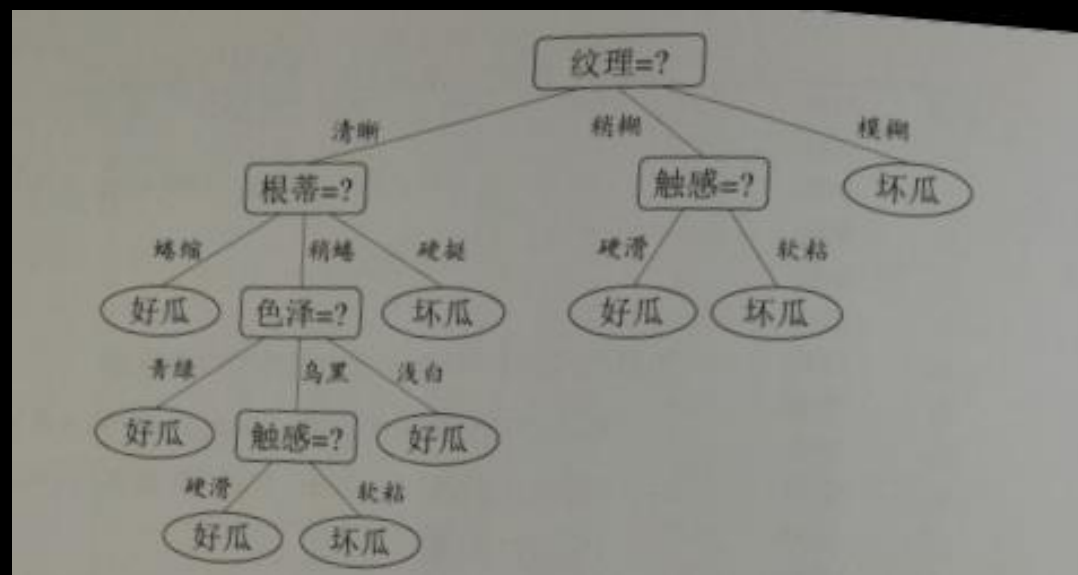 纹理=?
清晰 稍糊 模糊
根蒂=? 触感=? 坏瓜
蜷缩 稍蜷 硬挺 硬滑 软粘
好瓜 色泽=? 坏瓜 好瓜 坏瓜
青绿 乌黑 浅白
好瓜 触感=? 好瓜
硬滑 软粘
好瓜 坏瓜